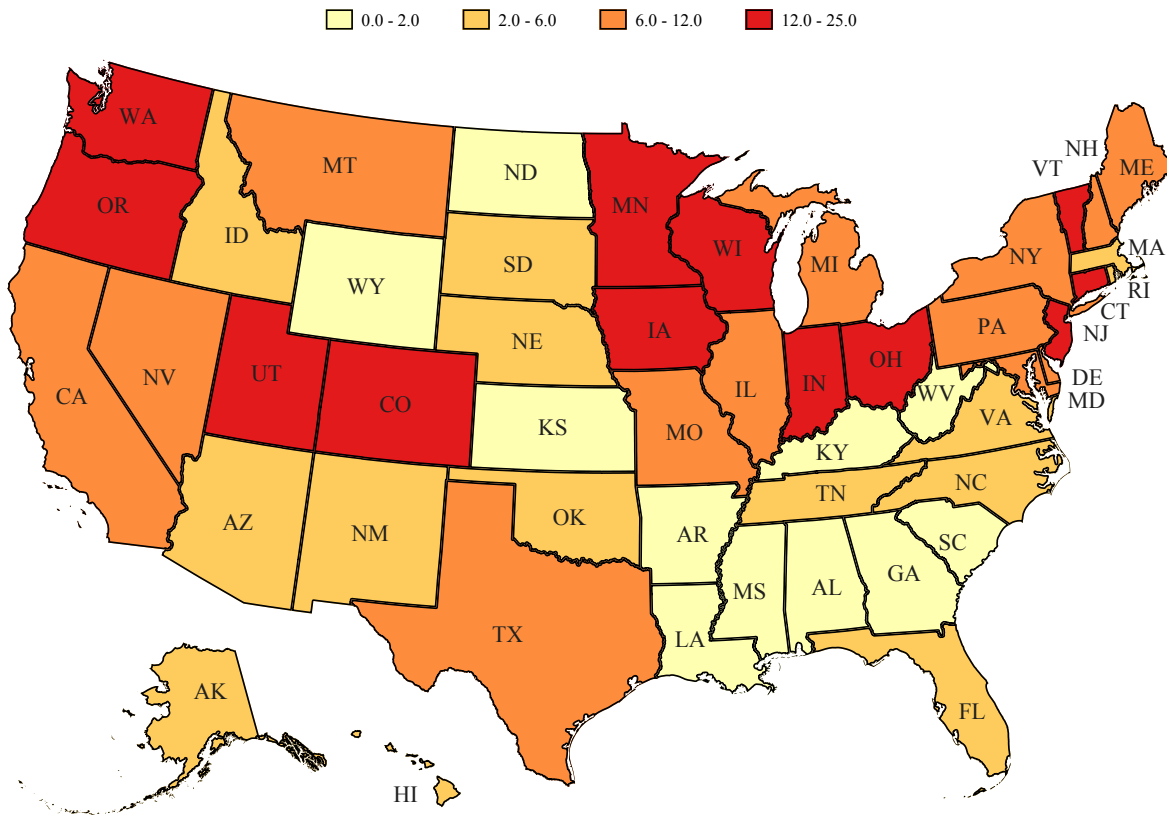 0.0 - 2.0 2.0 - 6.0 6.0 - 12.0 12.0 - 25.0
WA
MT
ND
MN
VT
NH
ME
OR
ID
SD
WI
MI
NY
MA
RI
CT
WY
NE
IA
PA
NJ
CA
NV
UT
CO
KS
MO
IL
IN
OH
WV
DE
MD
VA
KY
AZ
NM
OK
AR
TN
NC
SC
TX
LA
MS
AL
GA
AK
HI
FL